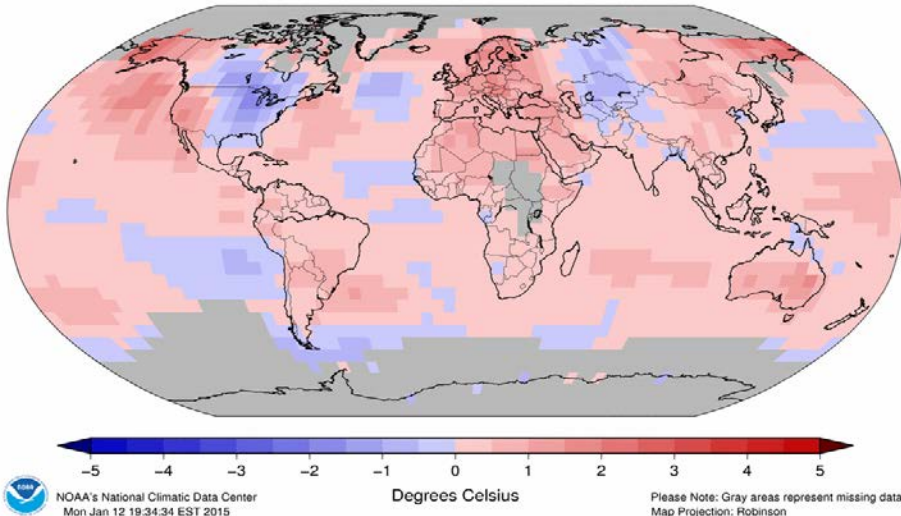 -5 -4 -3 -2 -1 0 1 2 3 4 5
Degrees Celsius
NOAA
NOAA's National Climatic Data Center
Mon Jan 12 19:34:34 EST 2015
Please Note: Gray areas represent missing data
Map Projection: Robinson